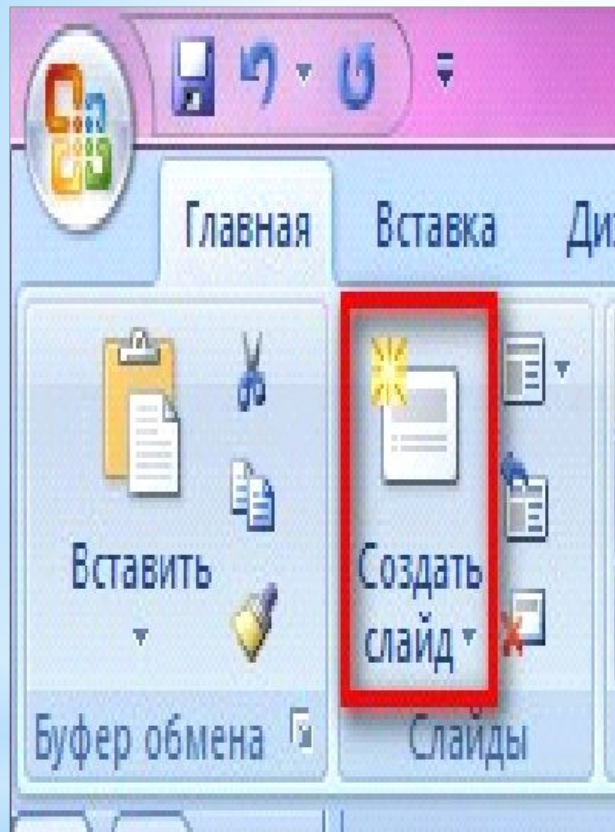 Главная Вставка
Вставить
Создать
слайд
Буфер обмена Слайды